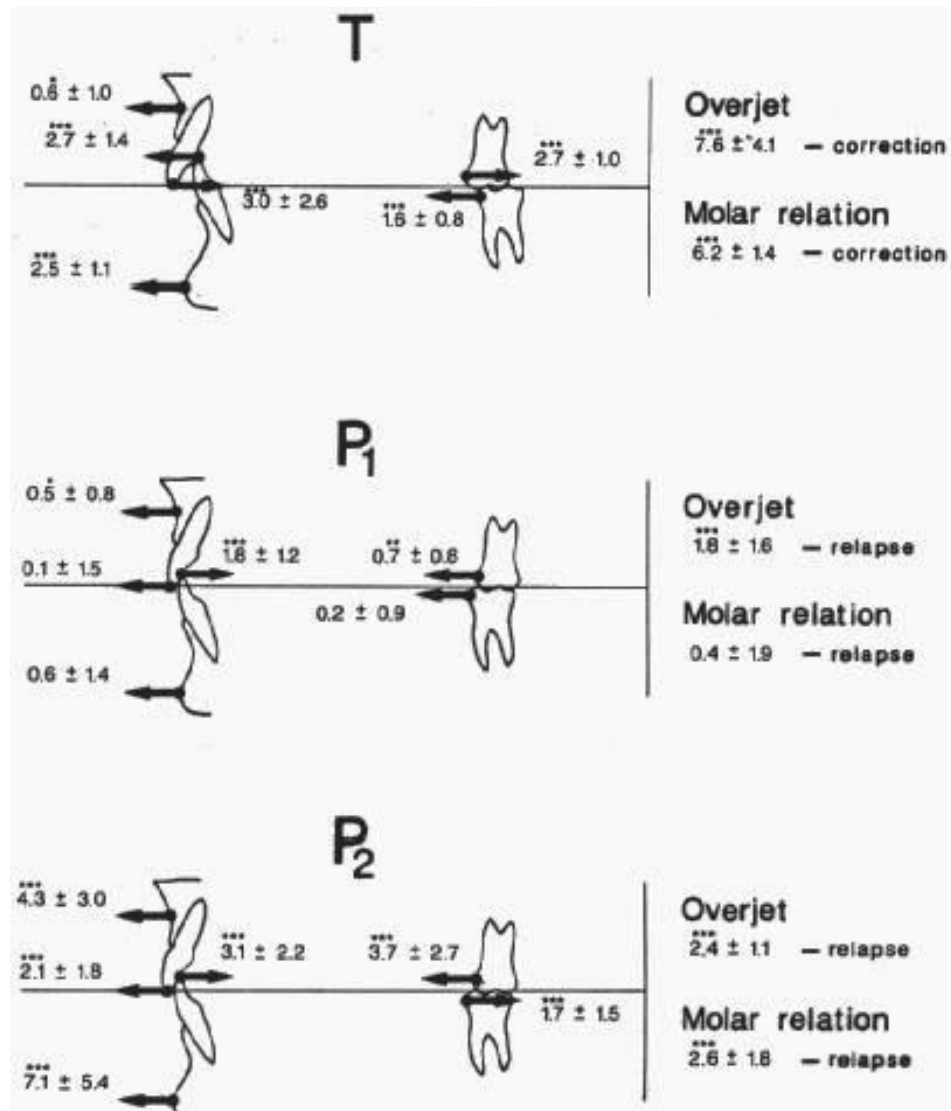 T
*
0.6 ± 1.0
***
2.7 ± 1.4
***
3.0 ± 2.6
***
2.5 ± 1.1
***
2.7 ± 1.0
***
1.6 ± 0.8
Overjet
***
7.6 ± 4.1 – correction
Molar relation
***
6.2 ± 1.4 – correction
P1
*
0.5 ± 0.8
***
1.8 ± 1.2
0.1 ± 1.5
0.6 ± 1.4
**
0.7 ± 0.8
0.2 ± 0.9
Overjet
***
1.8 ± 1.6 – relapse
Molar relation
0.4 ± 1.9 – relapse
P2
***
4.3 ± 3.0
***
3.1 ± 2.2
***
2.1 ± 1.8
***
7.1 ± 5.4
***
3.7 ± 2.7
***
1.7 ± 1.5
Overjet
***
2.4 ± 1.1 – relapse
Molar relation
***
2.6 ± 1.8 – relapse